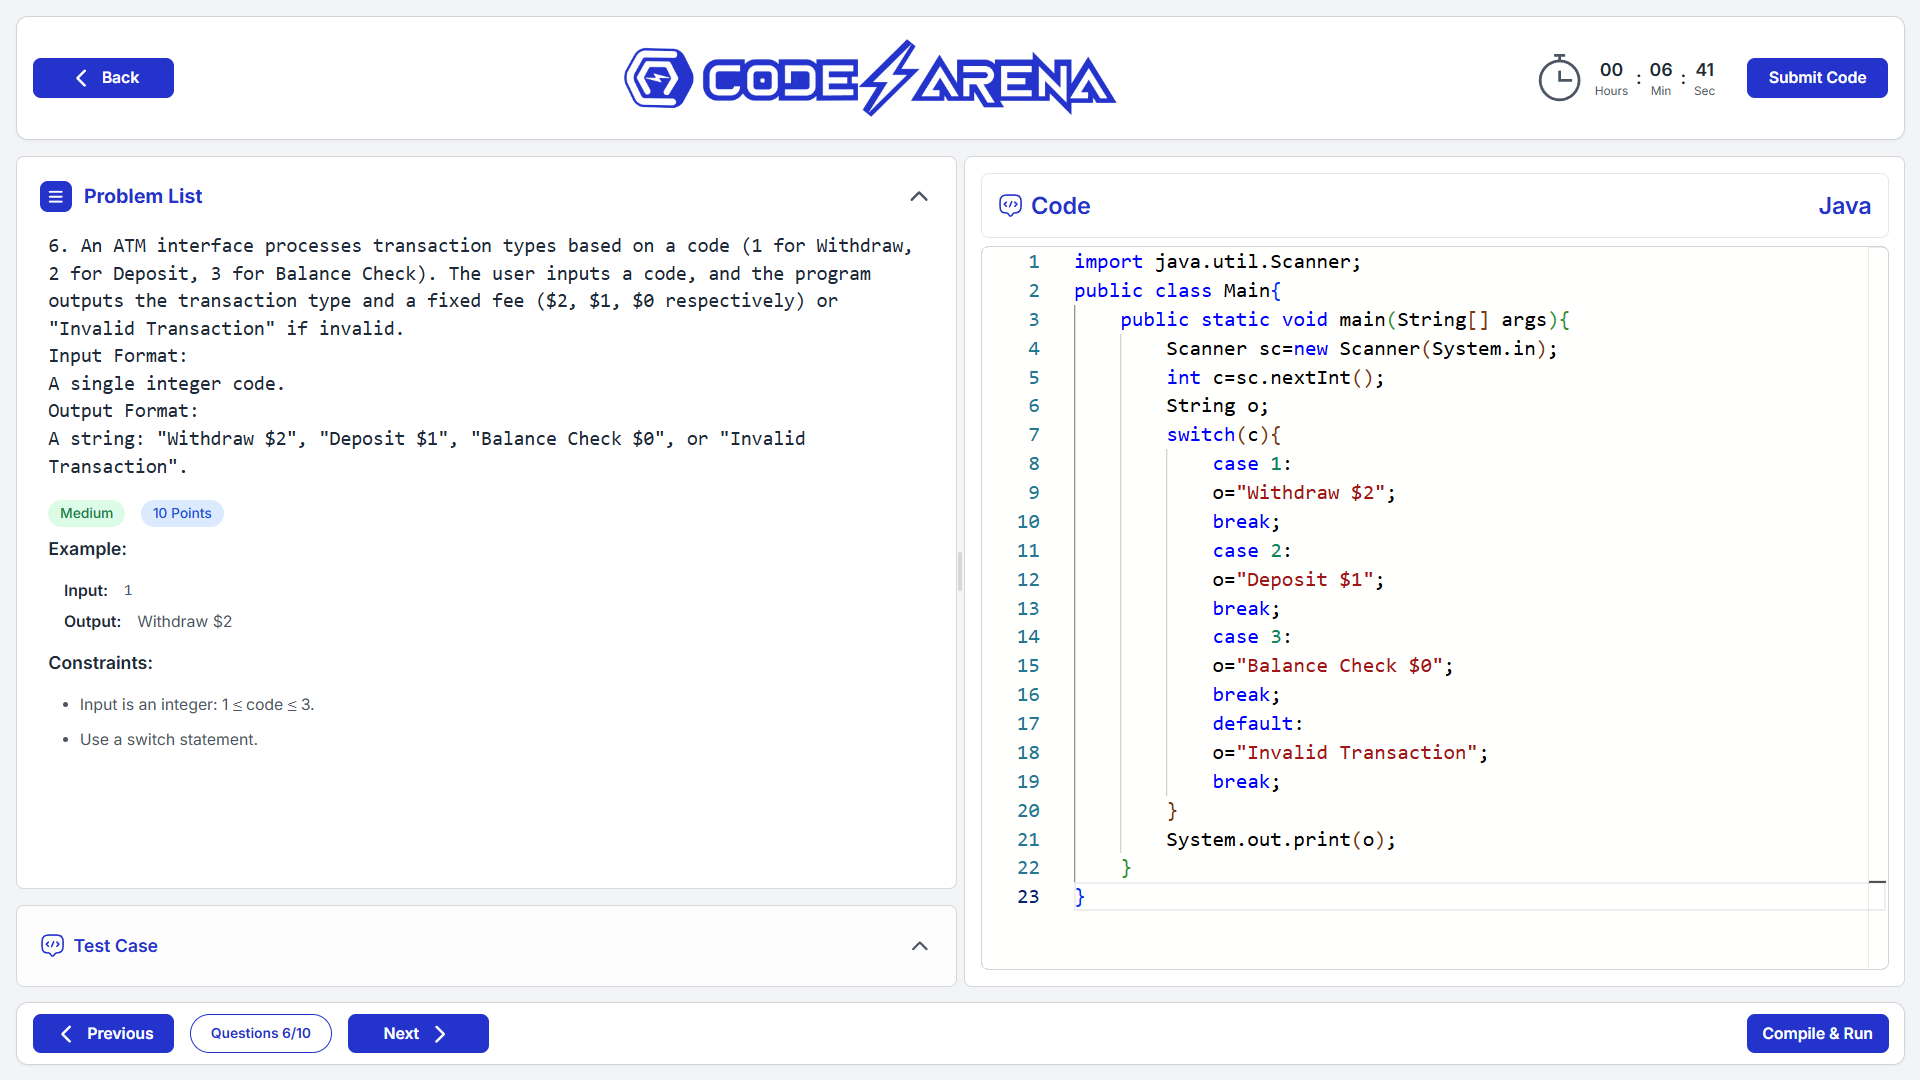 Back
CODE ARENA
00 : 06 : 41
Hours Min Sec
Submit Code
Problem List
6. An ATM interface processes transaction types based on a code (1 for Withdraw,
2 for Deposit, 3 for Balance Check). The user inputs a code, and the program
outputs the transaction type and a fixed fee ($2, $1, $0 respectively) or
"Invalid Transaction" if invalid.
Input Format:
A single integer code.
Output Format:
A string: "Withdraw $2", "Deposit $1", "Balance Check $0", or "Invalid
Transaction".
Medium 10 Points
Example:
Input: 1
Output: Withdraw $2
Constraints:
• Input is an integer: 1 ≤ code ≤ 3.
• Use a switch statement.
Test Case
Code Java
1 import java.util.Scanner;
2 public class Main{
3 public static void main(String[] args){
4 Scanner sc=new Scanner(System.in);
5 int c=sc.nextInt();
6 String o;
7 switch(c){
8 case 1:
9 o="Withdraw $2";
10 break;
11 case 2:
12 o="Deposit $1";
13 break;
14 case 3:
15 o="Balance Check $0";
16 break;
17 default:
18 o="Invalid Transaction";
19 break;
20 }
21 System.out.print(o);
22 }
23 }
Previous
Questions 6/10
Next
Compile & Run